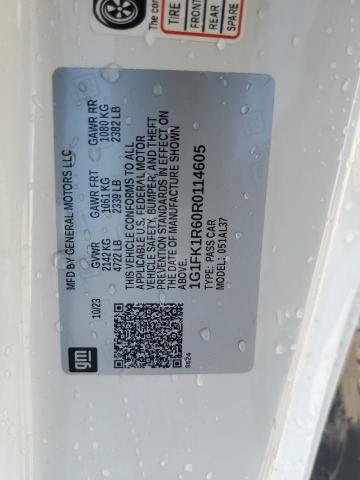 TIRE
FRONT
REAR
SPARE
MFD BY GENERAL MOTORS LLC
10/23
GVWR
2142 KG
4722 LB
GAWR FRT
1061 KG
2339 LB
GAWR RR
1080 KG
2382 LB
THIS VEHICLE CONFORMS TO ALL
APPLICABLE U.S. FEDERAL MOTOR
VEHICLE SAFETY, BUMPER, AND THEFT
PREVENTION STANDARDS IN EFFECT ON
THE DATE OF MANUFACTURE SHOWN
ABOVE.
1G1FK1R60R0114605
TYPE: PASS CAR
MODEL: 0S1AL37
gm